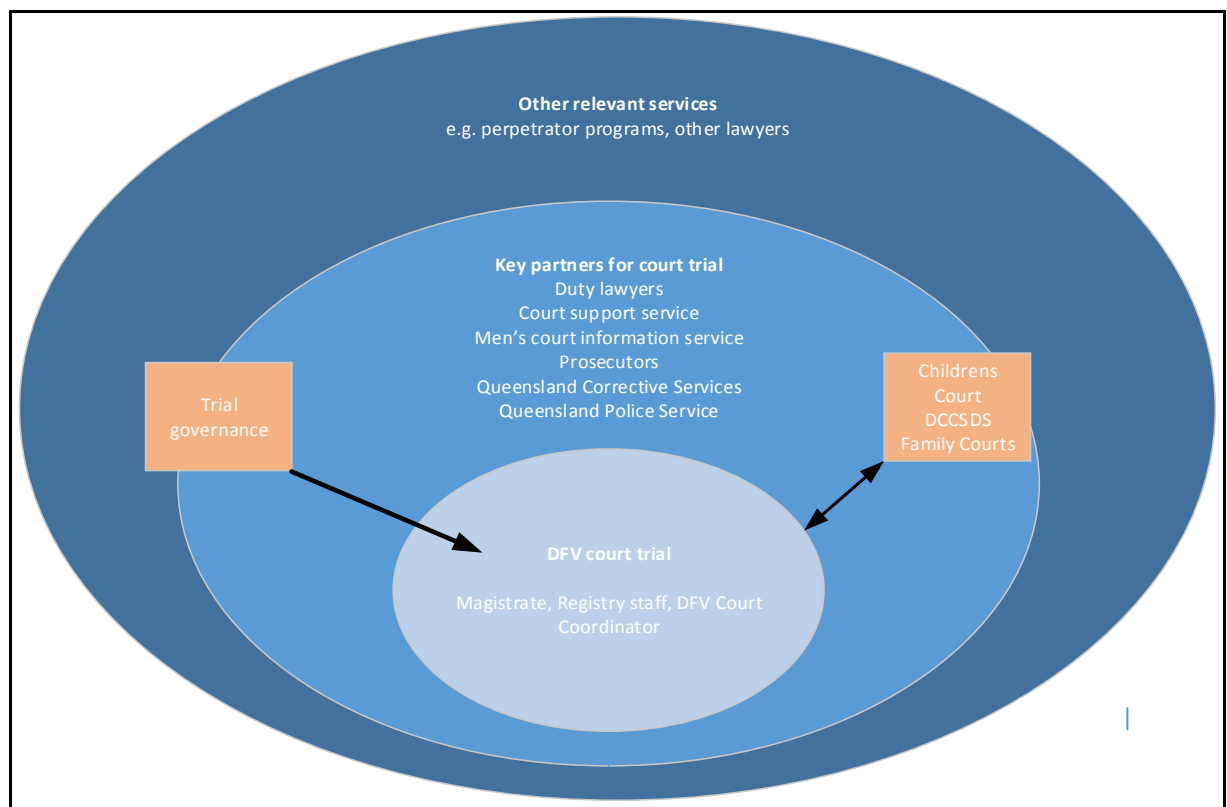 Other relevant services
e.g. perpetrator programs, other lawyers
Key partners for court trial
Duty lawyers
Court support service
Men's court information service
Prosecutors
Queensland Corrective Services
Queensland Police Service
Trial
governance
Childrens
Court
DCCSDS
Family Courts
DFV court trial
Magistrate, Registry staff, DFV Court
Coordinator